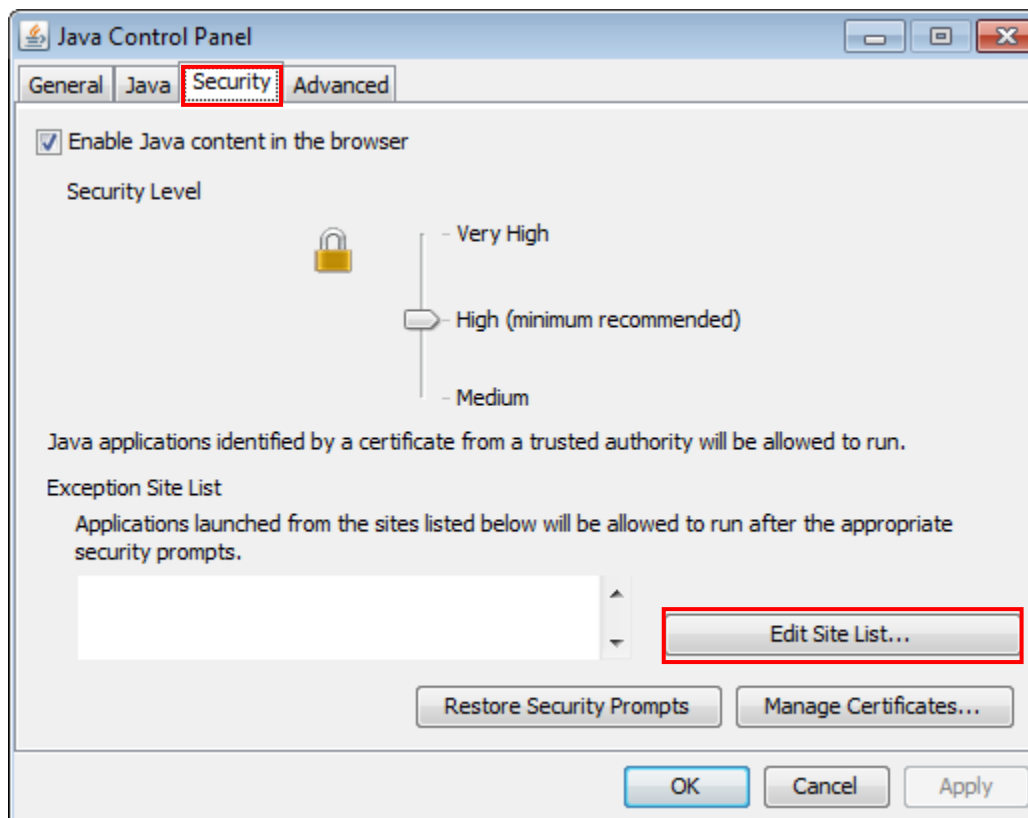 Java Control Panel
General Java Security Advanced
Enable Java content in the browser
Security Level
Very High
High (minimum recommended)
Medium
Java applications identified by a certificate from a trusted authority will be allowed to run.
Exception Site List
Applications launched from the sites listed below will be allowed to run after the appropriate
security prompts.
Edit Site List...
Restore Security Prompts Manage Certificates...
OK Cancel Apply